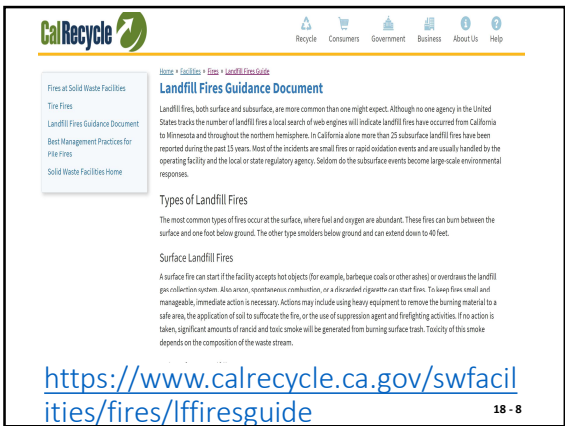 CalRecycle
Recycle Consumers Government Business About Us Help
Home » Facilities » Fires » Landfill Fires Guide
Fires at Solid Waste Facilities
Tire Fires
Landfill Fires Guidance Document
Best Management Practices for
Pile Fires
Solid Waste Facilities Home
Landfill Fires Guidance Document
Landfill fires, both surface and subsurface, are more common than one might expect. Although no one agency in the United
States tracks the number of landfill fires a local search of web engines will indicate landfill fires have occurred from California
to Minnesota and throughout the northern hemisphere. In California alone more than 25 subsurface landfill fires have been
reported during the past 15 years. Most of the incidents are small fires or rapid oxidation events and are usually handled by the
operating facility and the local or state regulatory agency. Seldom do the subsurface events become large-scale environmental
responses.
Types of Landfill Fires
The most common types of fires occur at the surface, where fuel and oxygen are abundant. These fires can burn between the
surface and one foot below ground. The other type smolders below ground and can extend down to 40 feet.
Surface Landfill Fires
A surface fire can start if the facility accepts hot objects (for example, barbeque coals or other ashes) or overdraws the landfill
gas collection system. Also arson, spontaneous combustion, or a discarded cigarette can start fires. To keep fires small and
manageable, immediate action is necessary. Actions may include using heavy equipment to remove the burning material to a
safe area, the application of soil to suffocate the fire, or the use of suppression agent and firefighting activities. If no action is
taken, significant amounts of rancid and toxic smoke will be generated from burning surface trash. Toxicity of this smoke
depends on the composition of the waste stream.
https://www.calrecycle.ca.gov/swfacil
ities/fires/lffiresguide
18 - 8